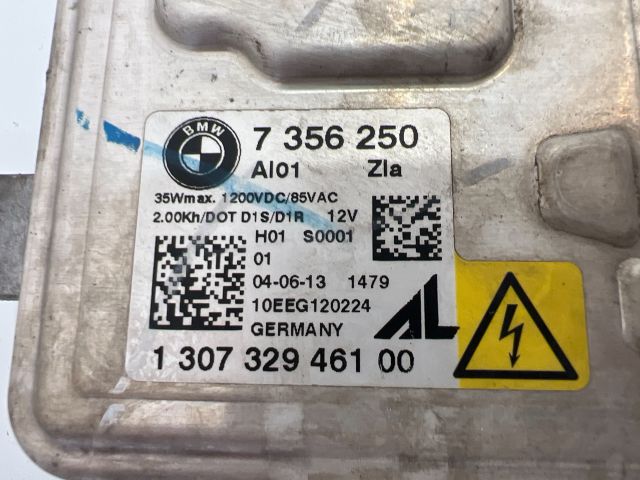 BMW
7 356 250
AI01 ZIa
35Wmax. 1200VDC/85VAC
2.00Kh/DOT D1S/D1R 12V
H01 S0001
01
04-06-13 1479
10EEG120224
GERMANY
AL
1 307 329 461 00